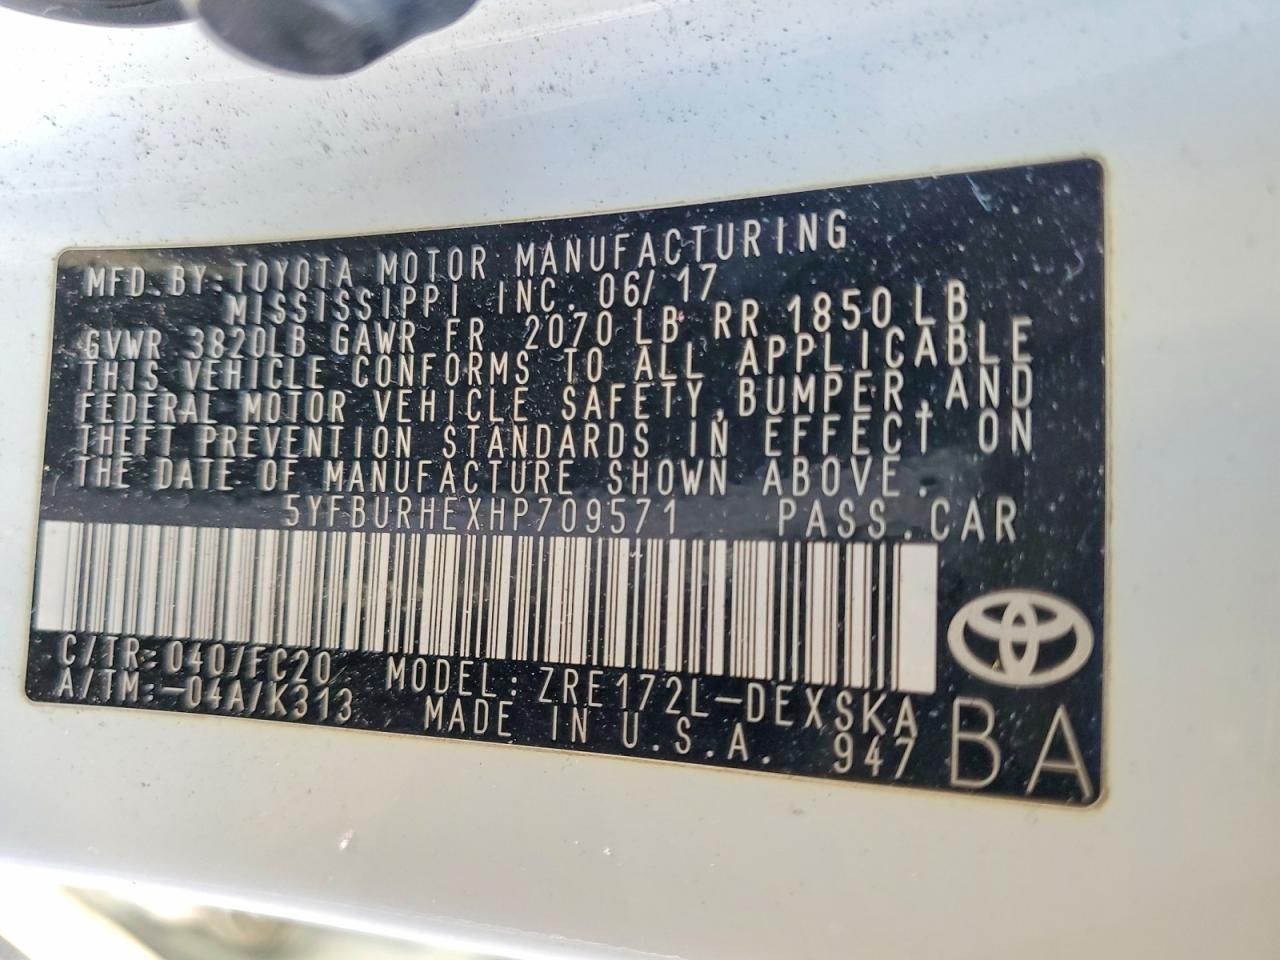 MFD. BY: TOYOTA MOTOR MANUFACTURING
MISSISSIPPI INC. 06/17
GVWR 3820LB GAWR FR 2070 LB RR 1850 LB
THIS VEHICLE CONFORMS TO ALL APPLICABLE
FEDERAL MOTOR VEHICLE SAFETY, BUMPER, AND
THEFT PREVENTION STANDARDS IN EFFECT ON
THE DATE OF MANUFACTURE SHOWN ABOVE.
5YFBURHEXHP709571 PASS. CAR
C/TR: 040/FC20 MODEL: ZRE172L-DEXSKA
A/TM: -04A/K313 MADE IN U.S.A. 947
BA